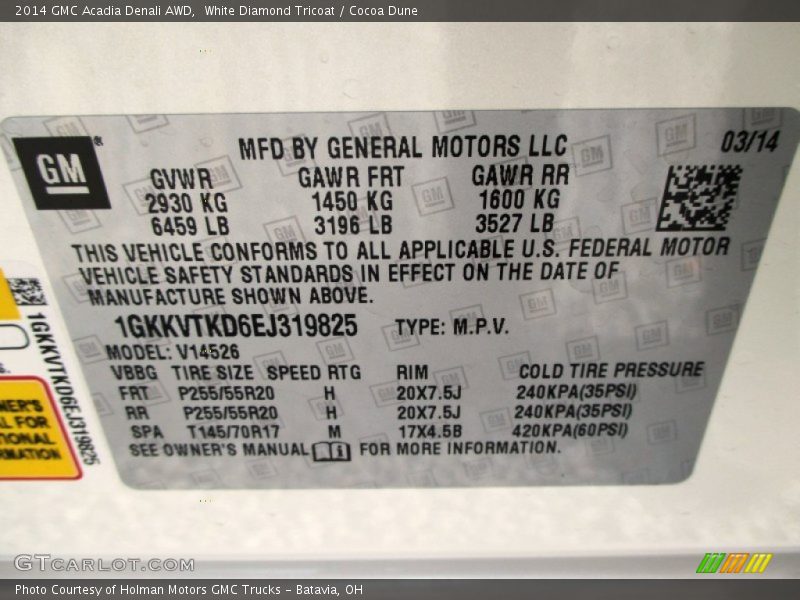 2014 GMC Acadia Denali AWD,  White Diamond Tricoat / Cocoa Dune
GM®
MFD BY GENERAL MOTORS LLC
03/14
GVWR GAWR FRT GAWR RR
2930 KG 1450 KG 1600 KG
6459 LB 3196 LB 3527 LB
THIS VEHICLE CONFORMS TO ALL APPLICABLE U.S. FEDERAL MOTOR
VEHICLE SAFETY STANDARDS IN EFFECT ON THE DATE OF
MANUFACTURE SHOWN ABOVE.
1GKKVTKD6EJ319825 TYPE: M.P.V.
MODEL: V14526
VBBG TIRE SIZE SPEED RTG RIM COLD TIRE PRESSURE
FRT P255/55R20 H 20X7.5J 240KPA(35PSI)
RR P255/55R20 H 20X7.5J 240KPA(35PSI)
SPA T145/70R17 M 17X4.5B 420KPA(60PSI)
SEE OWNER'S MANUAL FOR MORE INFORMATION.
1GKKVTKD6EJ319825
NER'S
AL FOR
TIONAL
RMATION
GTCarLot.com
Photo Courtesy of Holman Motors GMC Trucks - Batavia, OH